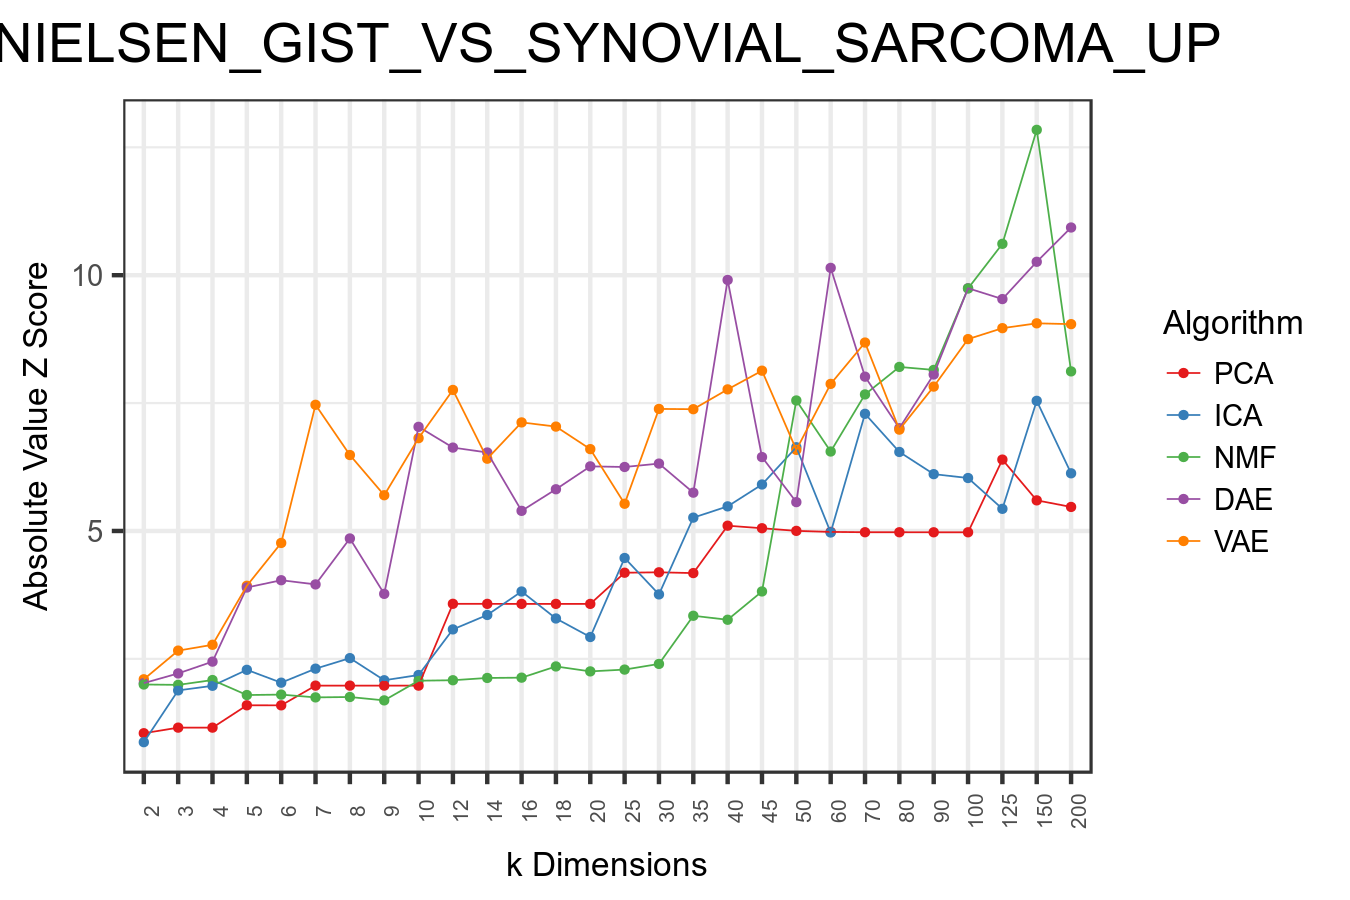 NIELSEN_GIST_VS_SYNOVIAL_SARCOMA_UP
Absolute Value Z Score
10
5
2 3 4 5 6 7 8 9 10 12 14 16 18 20 25 30 35 40 45 50 60 70 80 90 100 125 150 200
k Dimensions
Algorithm
PCA
ICA
NMF
DAE
VAE